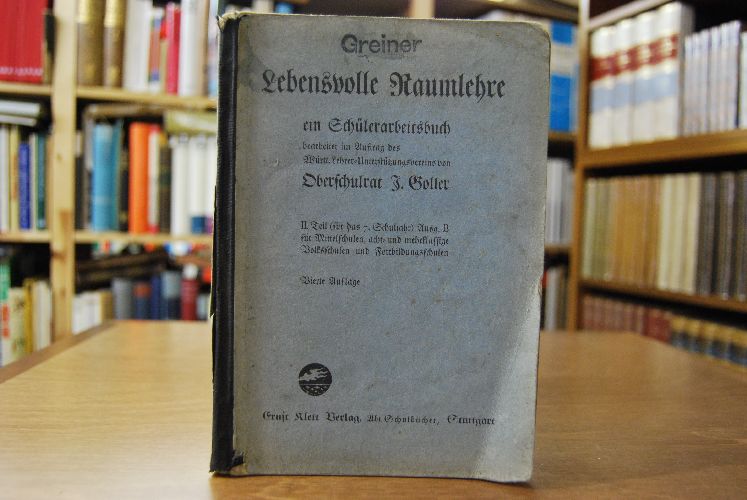 Greiner
Lebensvolle Raumlehre
ein Schülerarbeitsbuch
bearbeitet im Auftrag des
Württ. Lehrer-Unterstützungsvereins von
Oberschulrat J. Goller
II. Teil (für das 7. Schuljahr) Ausg. B
für Mittelschulen, acht- und mehrklassige
Volksschulen und Fortbildungsschulen
Vierte Auflage
Ernst Klett Verlag, Abt. Schulbücher, Stuttgart